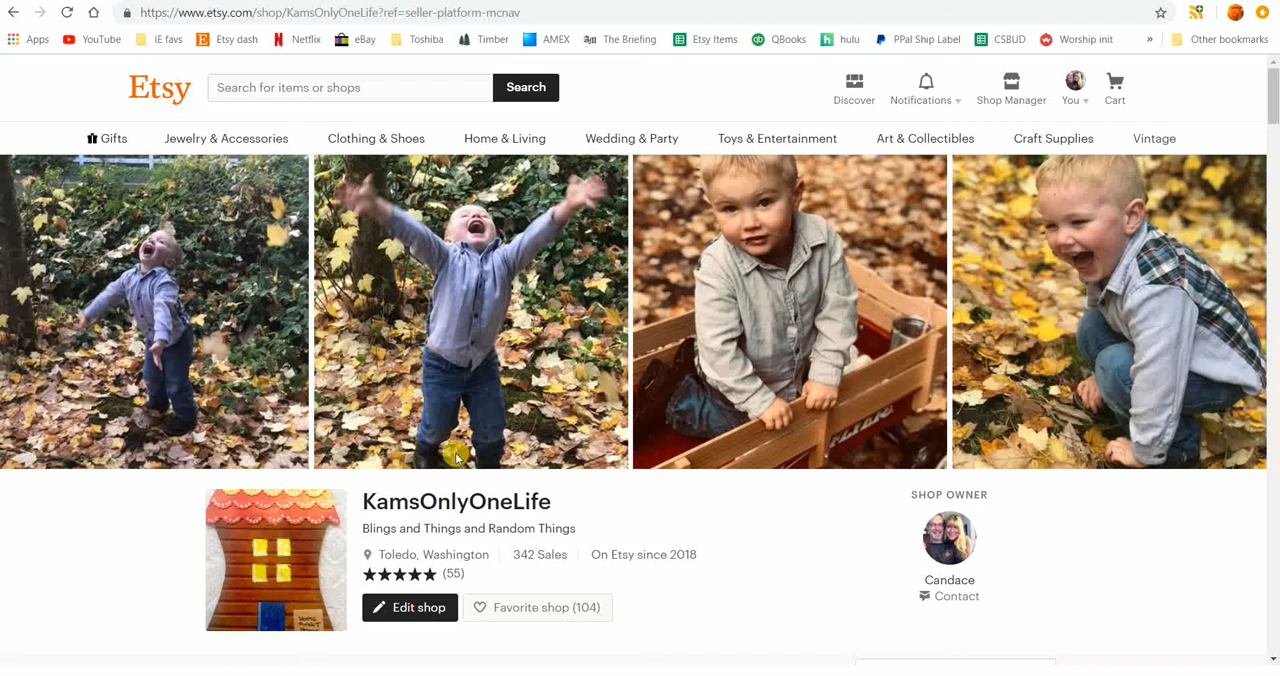 https://www.etsy.com/shop/KamsOnlyOneLife?ref=seller-platform-mcnav
Apps YouTube IE favs Etsy dash Netflix eBay Toshiba Timber AMEX The Briefing Etsy Items QBooks hulu PPal Ship Label CSBUD Worship init » Other bookmarks
Etsy Search for items or shops Search
Discover Notifications Shop Manager You Cart
Gifts Jewelry & Accessories Clothing & Shoes Home & Living Wedding & Party Toys & Entertainment Art & Collectibles Craft Supplies Vintage
KamsOnlyOneLife
Blings and Things and Random Things
Toledo, Washington 342 Sales On Etsy since 2018
(55)
Edit shop Favorite shop (104)
SHOP OWNER
Candace
Contact